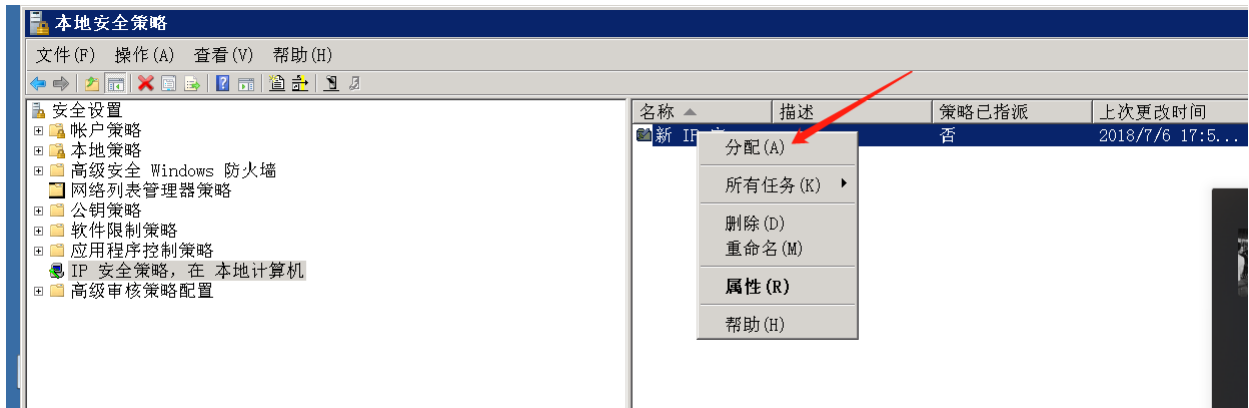 本地安全策略
文件(F) 操作(A) 查看(V) 帮助(H)
安全设置
帐户策略
本地策略
高级安全 Windows 防火墙
网络列表管理器策略
公钥策略
软件限制策略
应用程序控制策略
IP 安全策略，在 本地计算机
高级审核策略配置
名称 描述 策略已指派 上次更改时间
新 IP 否 2018/7/6 17:5...
分配(A)
所有任务(K)
删除(D)
重命名(M)
属性(R)
帮助(H)